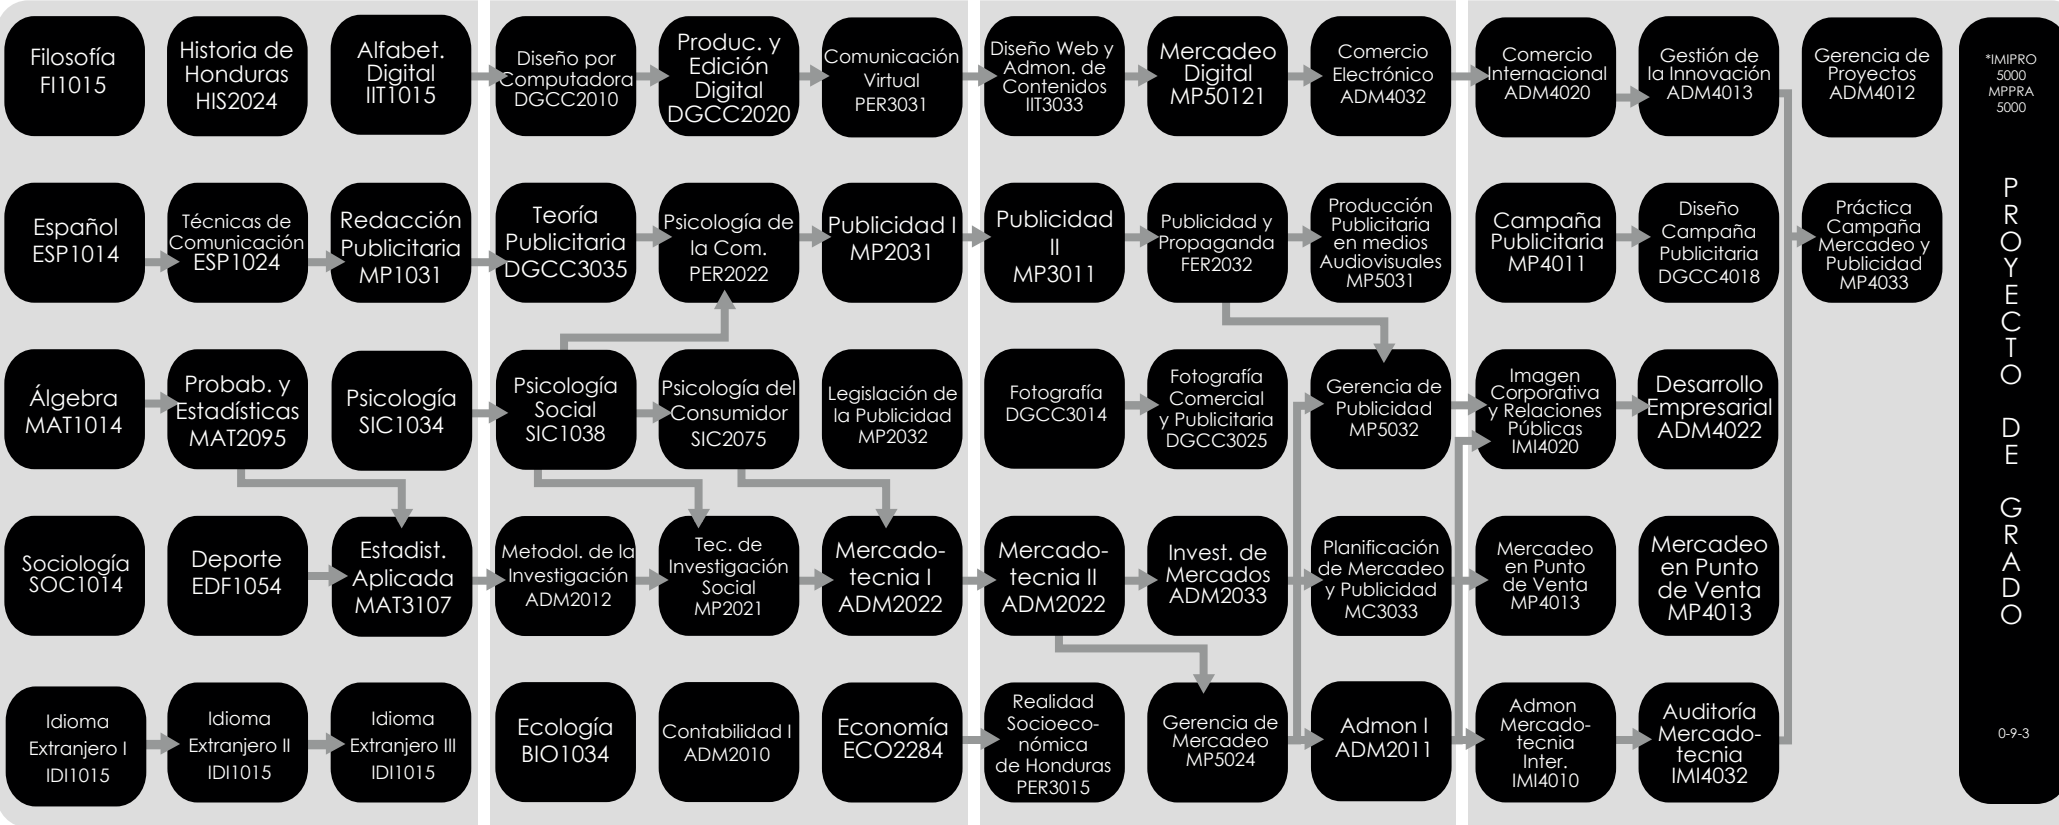 Filosofía
FI1015
Historia de
Honduras
HIS2024
Alfabet.
Digital
IIT1015
Diseño por
Computadora
DGCC2010
Produc. y
Edición
Digital
DGCC2020
Comunicación
Virtual
PER3031
Diseño Web y
Admon. de
Contenidos
IIT3033
Mercadeo
Digital
MP50121
Comercio
Electrónico
ADM4032
Comercio
Internacional
ADM4020
Gestión de
la Innovación
ADM4013
Gerencia de
Proyectos
ADM4012
Español
ESP1014
Técnicas de
Comunicación
ESP1024
Redacción
Publicitaria
MP1031
Teoría
Publicitaria
DGCC3035
Psicología de
la Com.
PER2022
Publicidad I
MP2031
Publicidad
II
MP3011
Publicidad y
Propaganda
FER2032
Producción
Publicitaria
en medios
Audiovisuales
MP5031
Campaña
Publicitaria
MP4011
Diseño
Campaña
Publicitaria
DGCC4018
Práctica
Campaña
Mercadeo y
Publicidad
MP4033
Álgebra
MAT1014
Probab. y
Estadísticas
MAT2095
Psicología
SIC1034
Psicología
Social
SIC1038
Psicología del
Consumidor
SIC2075
Legislación de
la Publicidad
MP2032
Fotografía
DGCC3014
Fotografía
Comercial
y Publicitaria
DGCC3025
Gerencia de
Publicidad
MP5032
Imagen
Corporativa
y Relaciones
Públicas
IMI4020
Desarrollo
Empresarial
ADM4022
Sociología
SOC1014
Deporte
EDF1054
Estadist.
Aplicada
MAT3107
Metodol. de la
Investigación
ADM2012
Tec. de
Investigación
Social
MP2021
Mercado-
tecnia I
ADM2022
Mercado-
tecnia II
ADM2022
Invest. de
Mercados
ADM2033
Planificación
de Mercadeo
y Publicidad
MC3033
Mercadeo
en Punto
de Venta
MP4013
Mercadeo
en Punto
de Venta
MP4013
Idioma
Extranjero I
IDI1015
Idioma
Extranjero II
IDI1015
Idioma
Extranjero III
IDI1015
Ecología
BIO1034
Contabilidad I
ADM2010
Economía
ECO2284
Realidad
Socioeco-
nómica
de Honduras
PER3015
Gerencia de
Mercadeo
MP5024
Admon I
ADM2011
Admon
Mercado-
tecnia
Inter.
IMI4010
Auditoría
Mercado-
tecnia
IMI4032
*IMIPRO
5000
MPPRA
5000
PROYECTO DE GRADO
0-9-3